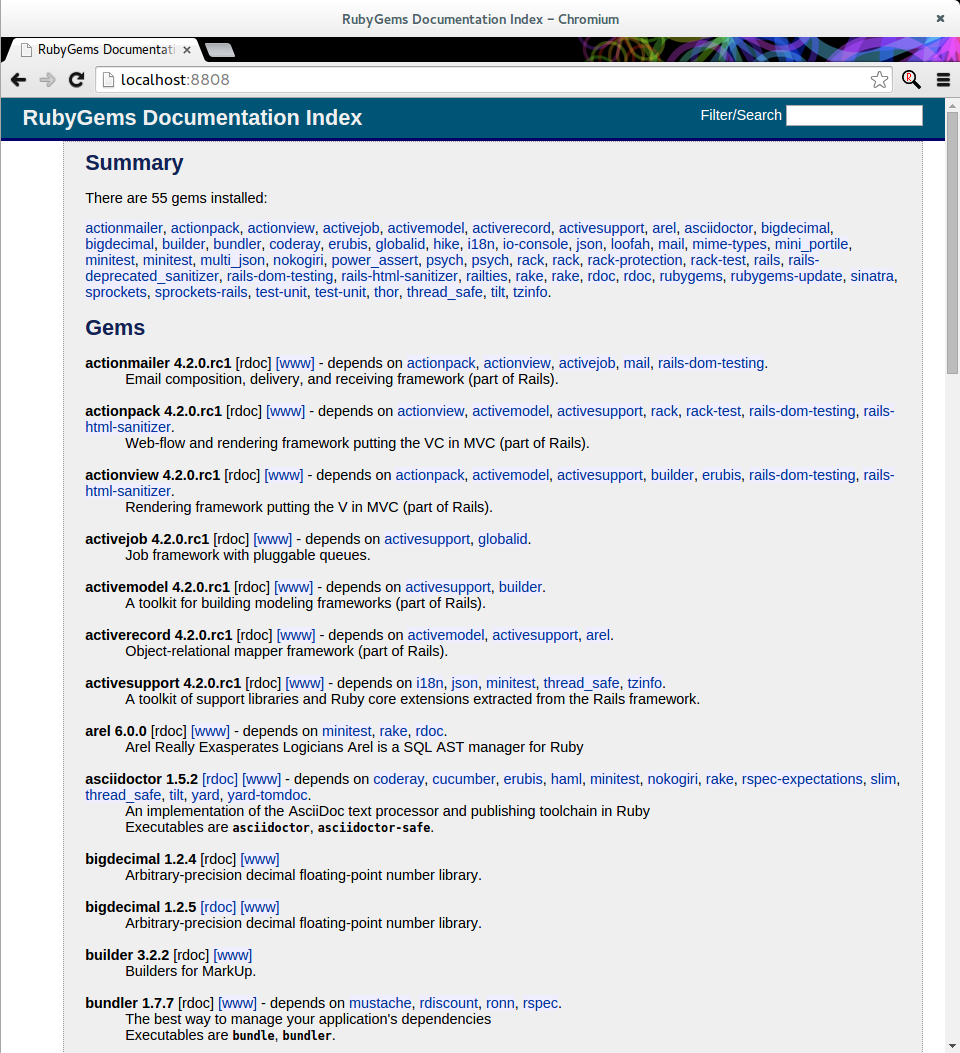 RubyGems Documentation Index - Chromium
RubyGems Documentati
localhost:8808
RubyGems Documentation Index
Filter/Search
Summary
There are 55 gems installed:
actionmailer, actionpack, actionview, activejob, activemodel, activerecord, activesupport, arel, asciidoctor, bigdecimal,
bigdecimal, builder, bundler, coderay, erubis, globalid, hike, i18n, io-console, json, loofah, mail, mime-types, mini_portile,
minitest, minitest, multi_json, nokogiri, power_assert, psych, psych, rack, rack, rack-protection, rack-test, rails, rails-
deprecated_sanitizer, rails-dom-testing, rails-html-sanitizer, railties, rake, rake, rdoc, rdoc, rubygems, rubygems-update, sinatra,
sprockets, sprockets-rails, test-unit, test-unit, thor, thread_safe, tilt, tzinfo.
Gems
actionmailer 4.2.0.rc1 [rdoc] [www] - depends on actionpack, actionview, activejob, mail, rails-dom-testing.
Email composition, delivery, and receiving framework (part of Rails).
actionpack 4.2.0.rc1 [rdoc] [www] - depends on actionview, activemodel, activesupport, rack, rack-test, rails-dom-testing, rails-
html-sanitizer.
Web-flow and rendering framework putting the VC in MVC (part of Rails).
actionview 4.2.0.rc1 [rdoc] [www] - depends on actionpack, activemodel, activesupport, builder, erubis, rails-dom-testing, rails-
html-sanitizer.
Rendering framework putting the V in MVC (part of Rails).
activejob 4.2.0.rc1 [rdoc] [www] - depends on activesupport, globalid.
Job framework with pluggable queues.
activemodel 4.2.0.rc1 [rdoc] [www] - depends on activesupport, builder.
A toolkit for building modeling frameworks (part of Rails).
activerecord 4.2.0.rc1 [rdoc] [www] - depends on activemodel, activesupport, arel.
Object-relational mapper framework (part of Rails).
activesupport 4.2.0.rc1 [rdoc] [www] - depends on i18n, json, minitest, thread_safe, tzinfo.
A toolkit of support libraries and Ruby core extensions extracted from the Rails framework.
arel 6.0.0 [rdoc] [www] - depends on minitest, rake, rdoc.
Arel Really Exasperates Logicians Arel is a SQL AST manager for Ruby
asciidoctor 1.5.2 [rdoc] [www] - depends on coderay, cucumber, erubis, haml, minitest, nokogiri, rake, rspec-expectations, slim,
thread_safe, tilt, yard, yard-tomdoc.
An implementation of the AsciiDoc text processor and publishing toolchain in Ruby
Executables are asciidoctor, asciidoctor-safe.
bigdecimal 1.2.4 [rdoc] [www]
Arbitrary-precision decimal floating-point number library.
bigdecimal 1.2.5 [rdoc] [www]
Arbitrary-precision decimal floating-point number library.
builder 3.2.2 [rdoc] [www]
Builders for MarkUp.
bundler 1.7.7 [rdoc] [www] - depends on mustache, rdiscount, ronn, rspec.
The best way to manage your application's dependencies
Executables are bundle, bundler.